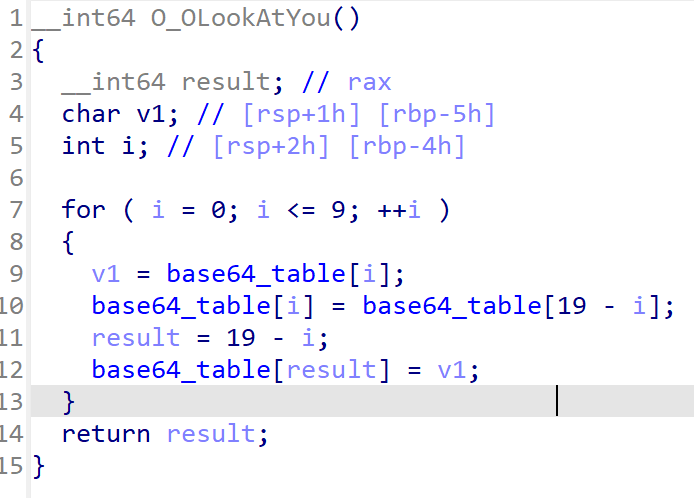 1 __int64 O_OLookAtYou()
2 {
3   __int64 result; // rax
4   char v1; // [rsp+1h] [rbp-5h]
5   int i; // [rsp+2h] [rbp-4h]
6
7   for ( i = 0; i <= 9; ++i )
8   {
9     v1 = base64_table[i];
10     base64_table[i] = base64_table[19 - i];
11     result = 19 - i;
12     base64_table[result] = v1;
13   }
14   return result;
15 }